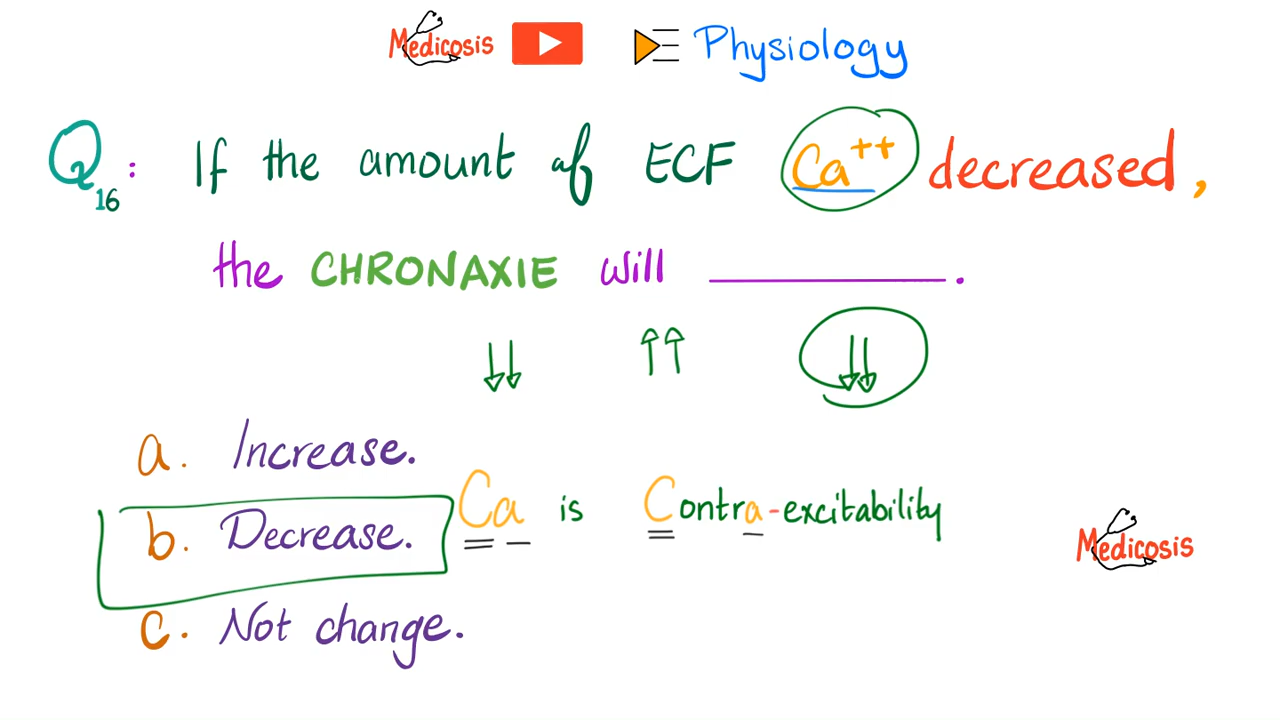 Medicosis Physiology
Q16: If the amount of ECF Ca++ decreased,
the CHRONAXIE will ________.
↓↓ ↑↑ ↓↓
a. Increase.
b. Decrease.
Ca is Contra-excitability
Medicosis
c. Not change.